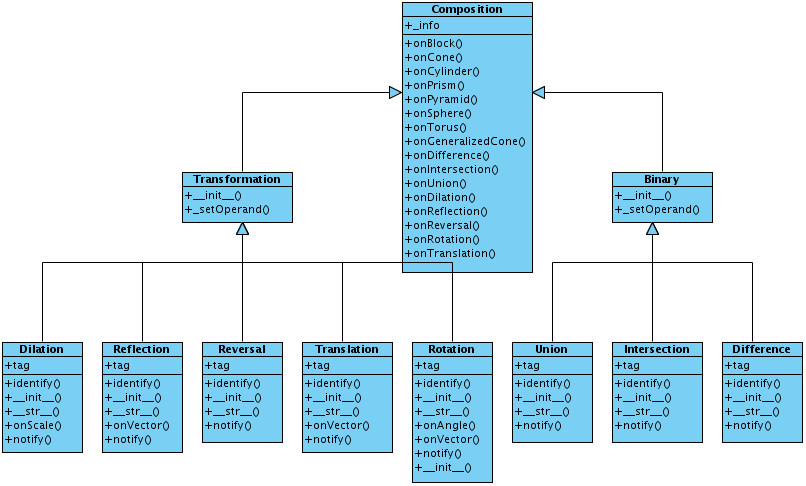 Composition
+_info
+onBlock()
+onCone()
+onCylinder()
+onPrism()
+onPyramid()
+onSphere()
+onTorus()
+onGeneralizedCone()
+onDifference()
+onIntersection()
+onUnion()
+onDilation()
+onReflection()
+onReversal()
+onRotation()
+onTranslation()
Transformation
+__init__()
+_setOperand()
Binary
+__init__()
+_setOperand()
Dilation
+tag
+identify()
+__init__()
+__str__()
+onScale()
+notify()
Reflection
+tag
+identify()
+__init__()
+__str__()
+onVector()
+notify()
Reversal
+tag
+identify()
+__init__()
+__str__()
+notify()
Translation
+tag
+identify()
+__init__()
+__str__()
+onVector()
+notify()
Rotation
+tag
+identify()
+__init__()
+__str__()
+onAngle()
+onVector()
+notify()
+__init__()
Union
+tag
+identify()
+__init__()
+__str__()
+notify()
Intersection
+tag
+identify()
+__init__()
+__str__()
+notify()
Difference
+tag
+identify()
+__init__()
+__str__()
+notify()